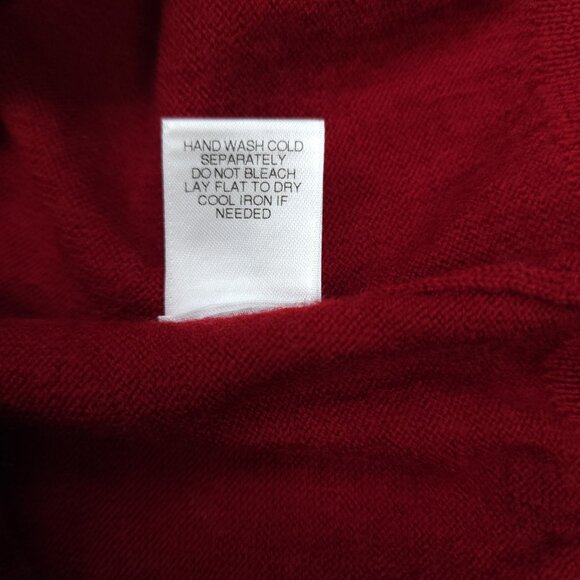 HAND WASH COLD
SEPARATELY
DO NOT BLEACH
LAY FLAT TO DRY
COOL IRON IF
NEEDED